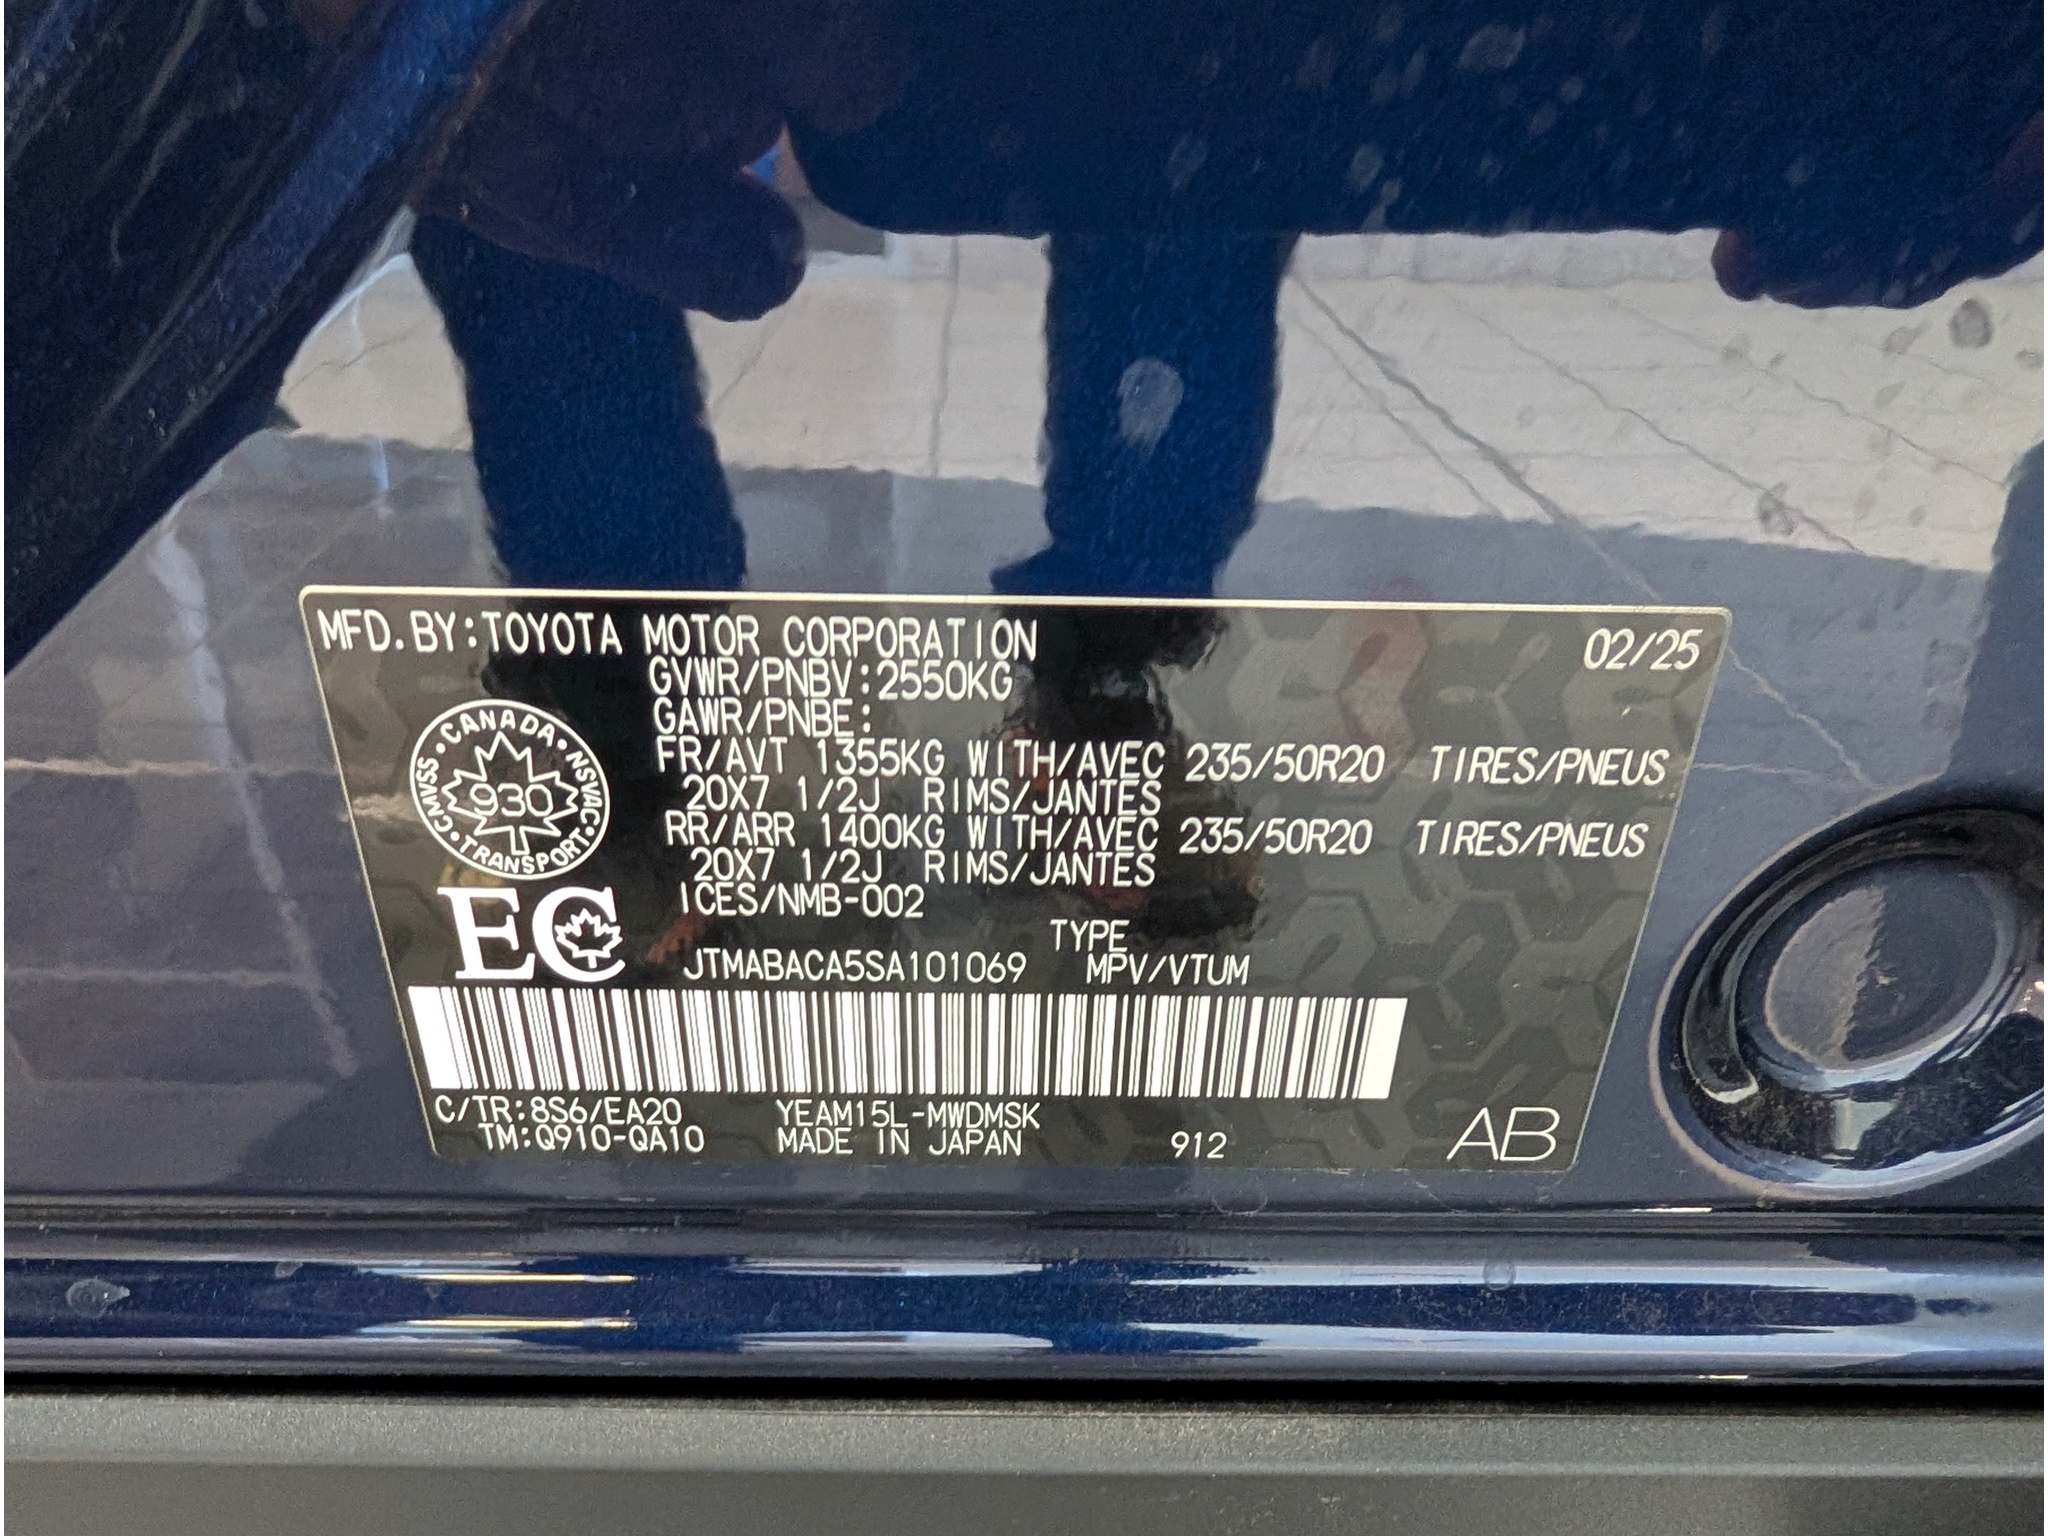 MFD.BY:TOYOTA MOTOR CORPORATION 02/25
GVWR/PNBV:2550KG
GAWR/PNBE:
FR/AVT 1355KG WITH/AVEC 235/50R20 TIRES/PNEUS
20X7 1/2J RIMS/JANTES
RR/ARR 1400KG WITH/AVEC 235/50R20 TIRES/PNEUS
20X7 1/2J RIMS/JANTES
ICES/NMB-002
CANADA · NSVAC · TRANSPORT · CMVSS ·
030
EC
TYPE
JTMABACA5SA101069 MPV/VTUM
C/TR:8S6/EA20 YEAM15L-MWDMSK
TM:Q910-QA10 MADE IN JAPAN 912 AB